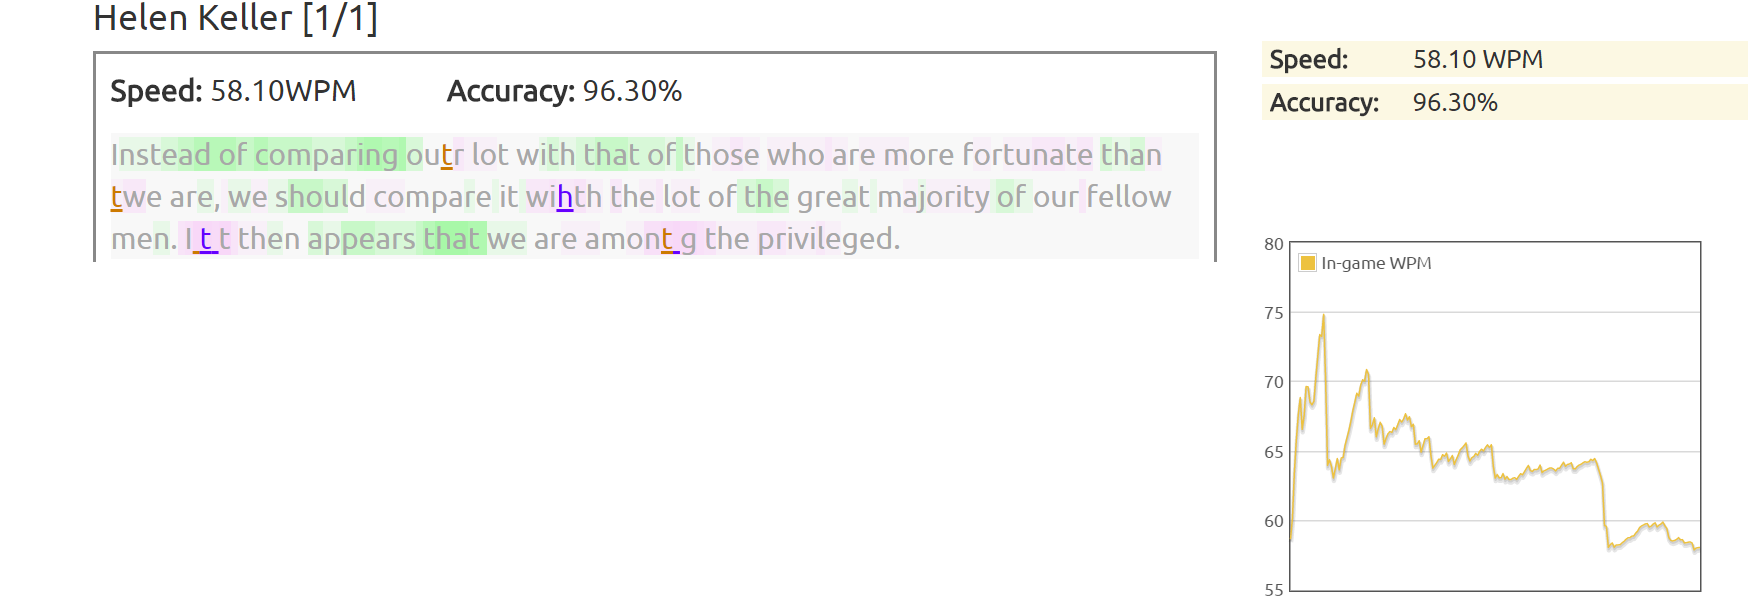 Helen Keller [1/1]
Speed: 58.10WPM Accuracy: 96.30%
Instead of comparing outr lot with that of those who are more fortunate than
twe are, we should compare it wihth the lot of the great majority of our fellow
men. I t t then appears that we are amont g the privileged.
Speed: 58.10 WPM
Accuracy: 96.30%
In-game WPM
80
75
70
65
60
55